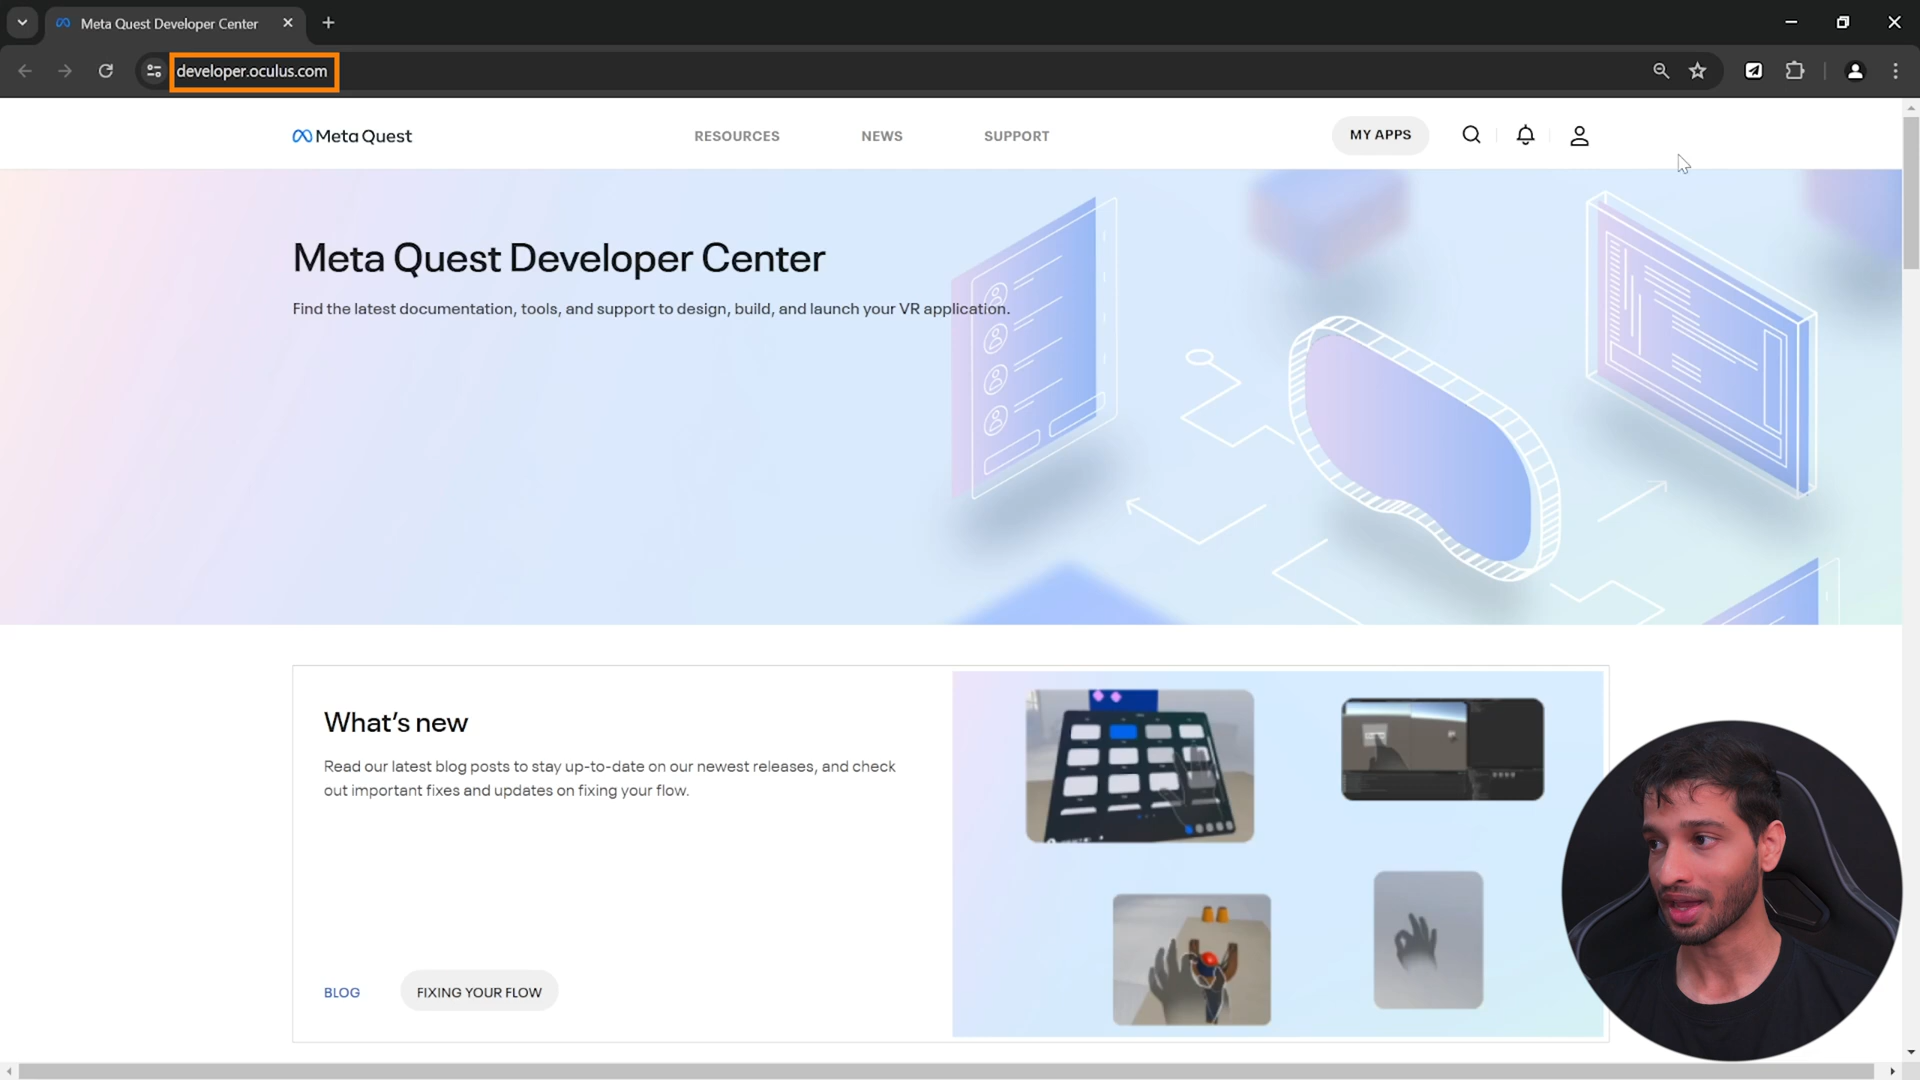 Meta Quest Developer Center
developer.oculus.com
Meta Quest
RESOURCES
NEWS
SUPPORT
MY APPS
Meta Quest Developer Center
Find the latest documentation, tools, and support to design, build, and launch your VR application.
What's new
Read our latest blog posts to stay up-to-date on our newest releases, and check
out important fixes and updates on fixing your flow.
BLOG
FIXING YOUR FLOW